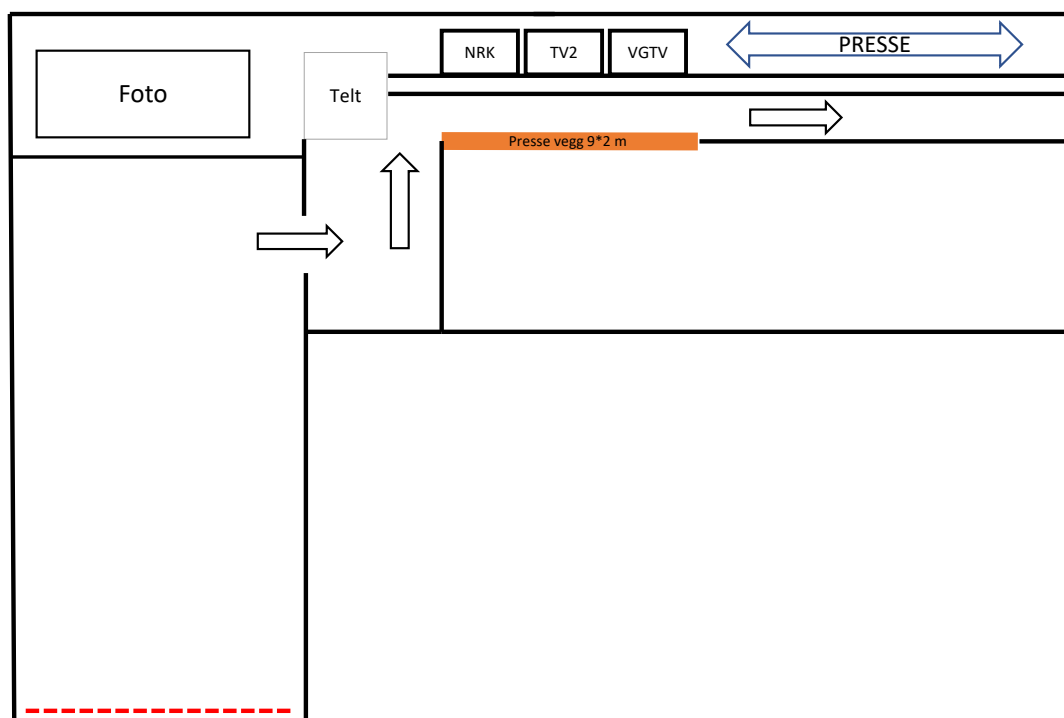 NRK
TV2
VGTV
PRESSE
Foto
Telt
Presse vegg 9*2 m